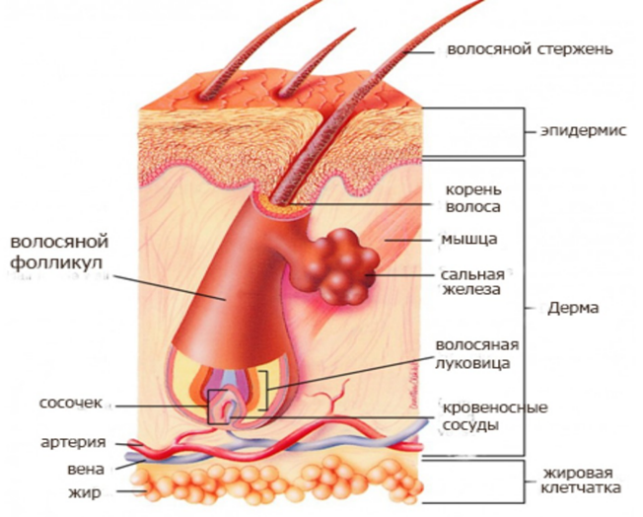 волосяной стержень
эпидермис
корень
волоса
мышца
сальная
железа
Дерма
волосяной
фолликул
волосяная
луковица
сосочек
кровеносные
сосуды
артерия
вена
жир
жировая
клетчатка